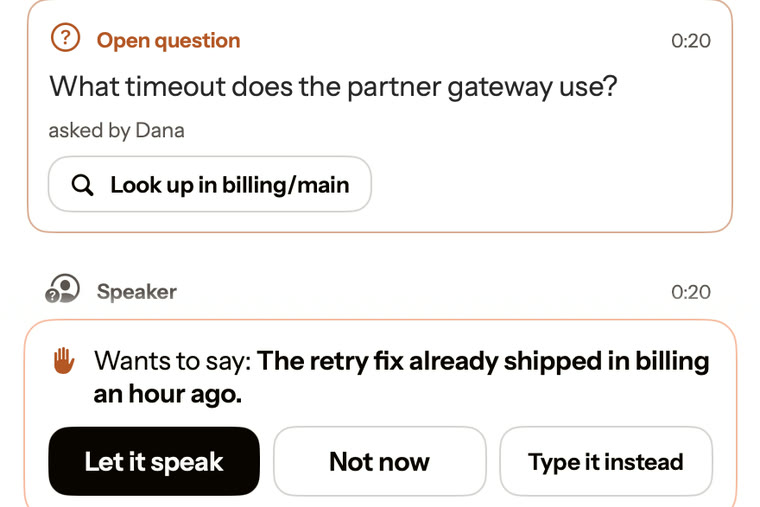 Open question
0:20
What timeout does the partner gateway use?
asked by Dana
Look up in billing/main
?
Speaker
0:20
Wants to say: The retry fix already shipped in billing
an hour ago.
Let it speak
Not now
Type it instead